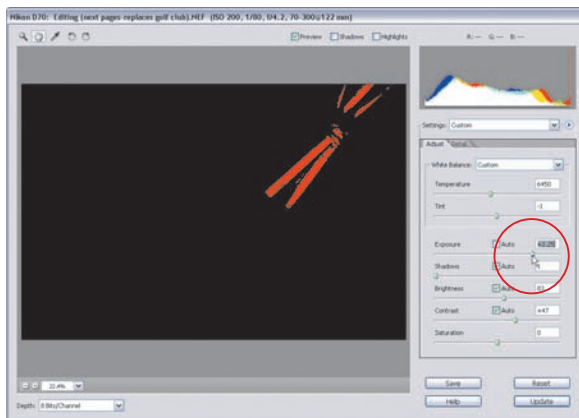 Nikon D70: Editing (next pages-replaces golf club).NEF (ISO 200, 1/80, f/4.2, 70-300@122 mm)
Preview Shadows Highlights R: --- G: --- B: ---
Settings: Custom
Adjust Detail
White Balance: Custom
Temperature 6450
Tint -1
Exposure Auto
Shadows Auto
Brightness Auto
Contrast Auto +47
Saturation 0
22.4%
Depth: 8 Bits/Channel
Save Reset
Help Update